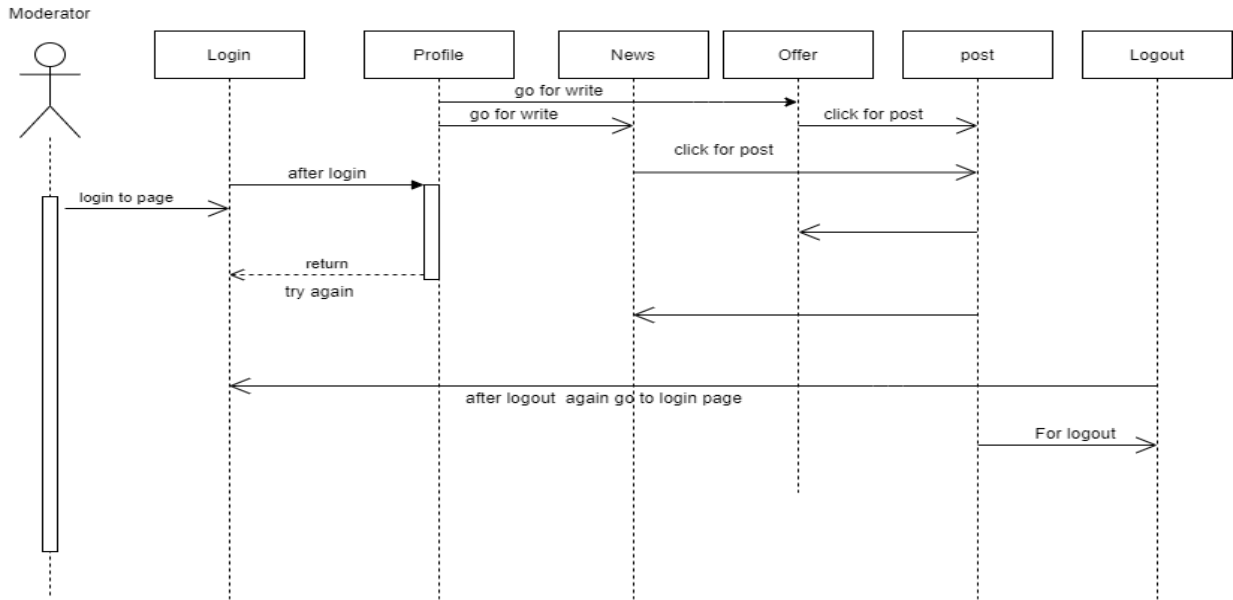 Moderator
Login
Profile
News
Offer
post
Logout
go for write
go for write
click for post
click for post
after login
login to page
return
try again
after logout again go to login page
For logout